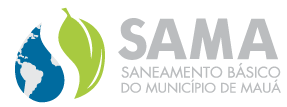 SAMA
SANEAMENTO BÁSICO
DO MUNICÍPIO DE MAUÁ